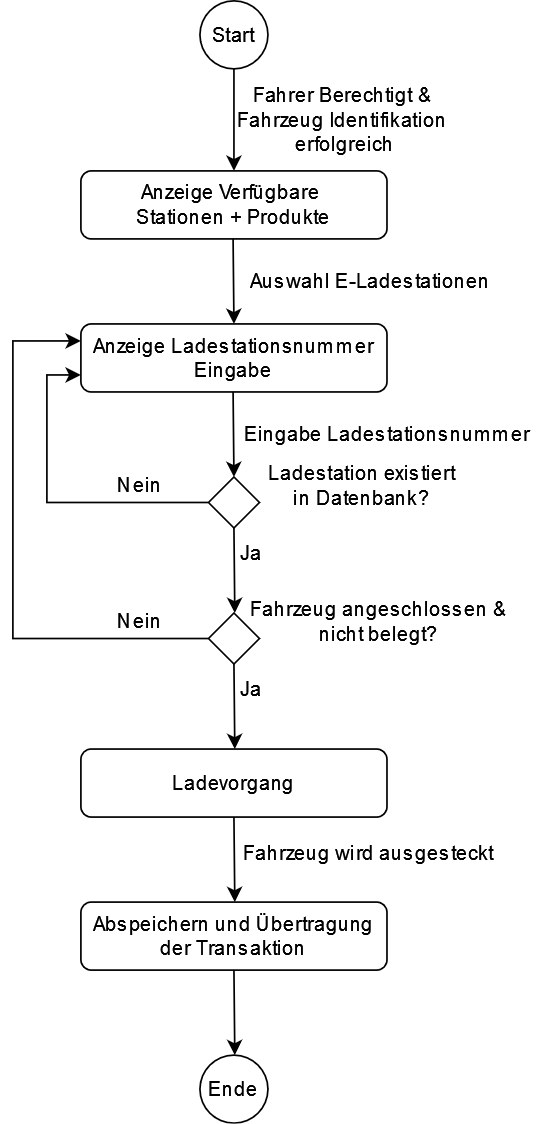 Start
Fahrer Berechtigt &
Fahrzeug Identifikation
erfolgreich
Anzeige Verfügbare
Stationen + Produkte
Auswahl E-Ladestationen
Anzeige Ladestationsnummer
Eingabe
Eingabe Ladestationsnummer
Ladestation existiert
in Datenbank?
Nein
Ja
Fahrzeug angeschlossen &
nicht belegt?
Nein
Ja
Ladevorgang
Fahrzeug wird ausgesteckt
Abspeichern und Übertragung
der Transaktion
Ende